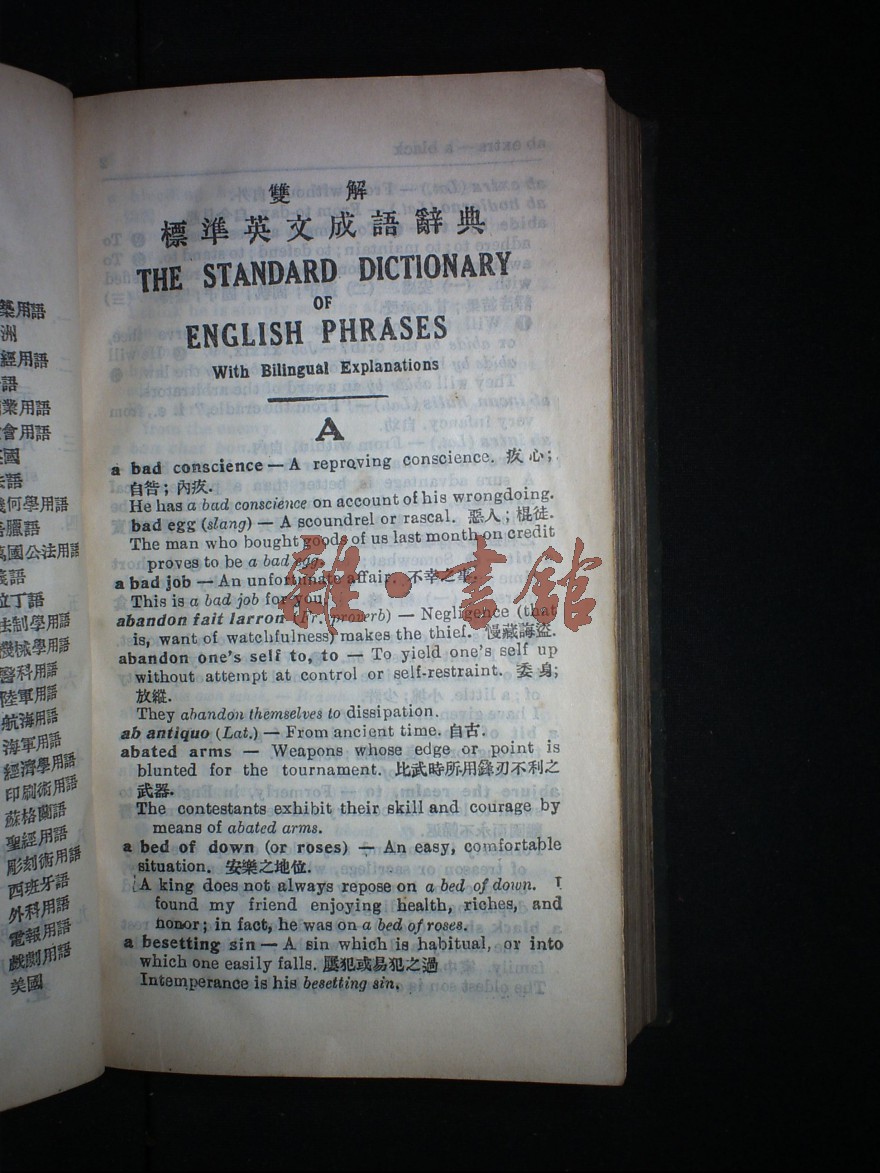 築用語
洲
經用語
語
業用語
會用語
國
法語
幾何學用語
臘語
萬國公法用語
語
拉丁語
法制學用語
機械學用語
醫科用語
陸軍用語
航海用語
海軍用語
經濟學用語
印刷術用語
蘇格蘭語
聖經用語
彫刻術用語
西班牙語
外科用語
電報用語
戲劇用語
美國
雙解
標準英文成語辭典
THE STANDARD DICTIONARY
OF
ENGLISH PHRASES
With Bilingual Explanations
A
a bad conscience — A reproving conscience. 疚心;
自咎; 內疚.
He has a bad conscience on account of his wrongdoing.
bad egg (slang) — A scoundrel or rascal. 惡人; 棍徒.
The man who bought goods of us last month on credit
proves to be a bad egg.
a bad job — An unfortunate affair. 不幸之事.
This is a bad job for you.
abandon fait larron (Fr. proverb) — Negligence (that
is, want of watchfulness) makes the thief. 慢藏誨盜.
abandon one's self to, to — To yield one's self up
without attempt at control or self-restraint. 委身;
放縱.
They abandon themselves to dissipation.
ab antiquo (Lat.) — From ancient time. 自古.
abated arms — Weapons whose edge or point is
blunted for the tournament. 比武時所用鋒刃不利之
武器.
The contestants exhibit their skill and courage by
means of abated arms.
a bed of down (or roses) — An easy, comfortable
situation. 安樂之地位.
A king does not always repose on a bed of down. I
found my friend enjoying health, riches, and
honor; in fact, he was on a bed of roses.
a besetting sin — A sin which is habitual, or into
which one easily falls. 屢犯或易犯之過
Intemperance is his besetting sin.
雜·書館